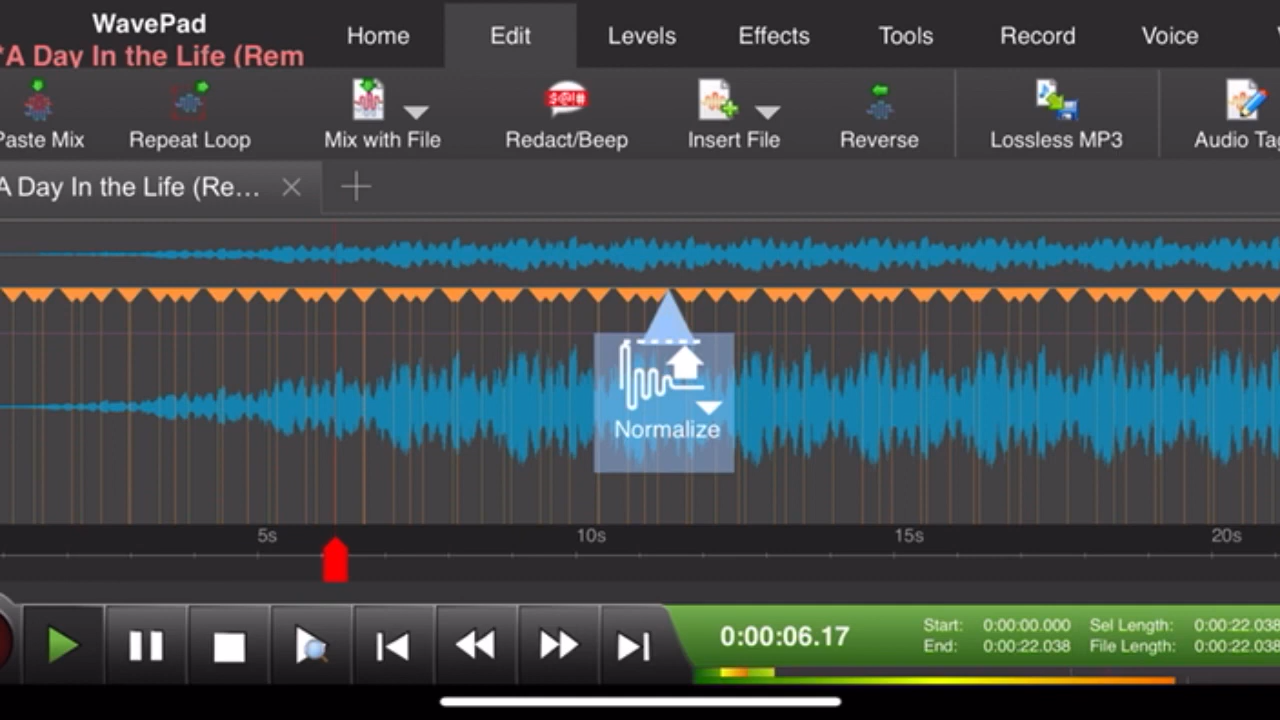 WavePad
*A Day In the Life (Rem
Home Edit Levels Effects Tools Record Voice
Paste Mix Repeat Loop Mix with File $@!# Redact/Beep Insert File Reverse Lossless MP3 Audio Tag
A Day In the Life (Re...
Normalize
5s 10s 15s 20s
0:00:06.17
Start: 0:00:00.000 Sel Length: 0:00:22.038
End: 0:00:22.038 File Length: 0:00:22.038